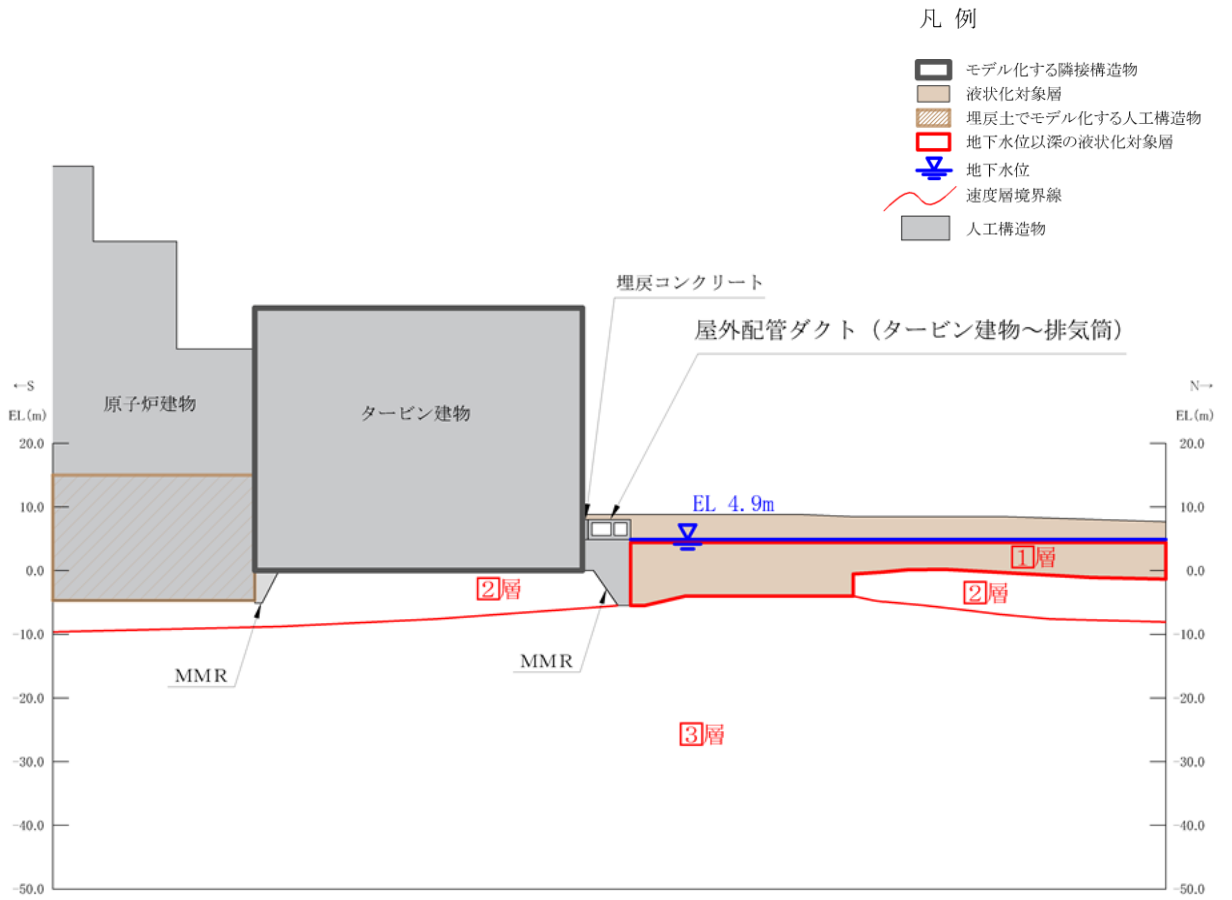 凡 例
モデル化する隣接構造物
液状化対象層
埋戻土でモデル化する人工構造物
地下水位以深の液状化対象層
地下水位
速度層境界線
人工構造物
埋戻コンクリート
屋外配管ダクト（タービン建物～排気筒）
←S
N→
EL(m)
EL(m)
原子炉建物
タービン建物
20.0
20.0
10.0
EL 4.9m
10.0
1層
0.0
0.0
2層
2層
-10.0
-10.0
MMR
MMR
-20.0
-20.0
3層
-30.0
-30.0
-40.0
-40.0
-50.0
-50.0